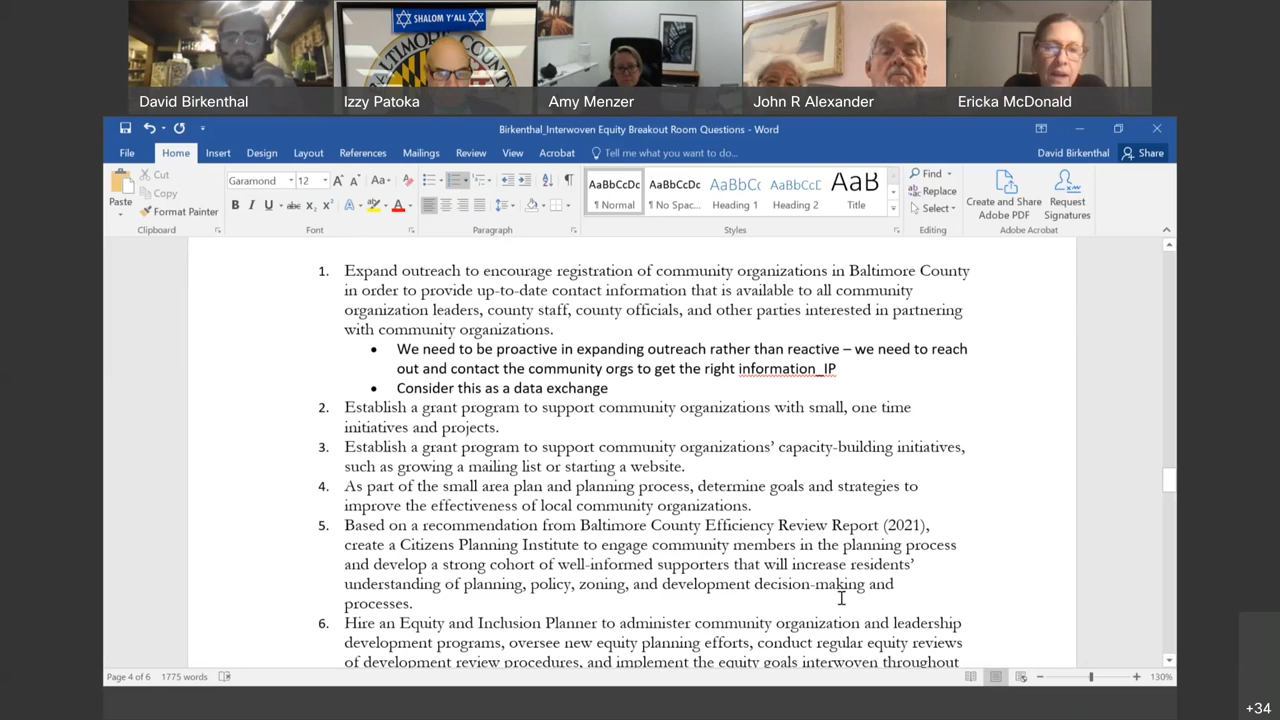 SHALOM Y'ALL
BALTIMORE COUNTY
David Birkenthal
Izzy Patoka
Amy Menzer
John R Alexander
Ericka McDonald
Birkenthal_Interwoven Equity Breakout Room Questions - Word
File Home Insert Design Layout References Mailings Review View Acrobat Tell me what you want to do... David Birkenthal Share
Paste
Cut
Copy
Format Painter
Clipboard
Garamond 12
Font
Paragraph
AaBbCcDc AaBbCcDc AaBbC AaBbCcD AaB
¶ Normal ¶ No Spac... Heading 1 Heading 2 Title
Styles
Find
Replace
Select
Editing
Create and Share
Adobe PDF
Request
Signatures
Adobe Acrobat
1. Expand outreach to encourage registration of community organizations in Baltimore County
in order to provide up-to-date contact information that is available to all community
organization leaders, county staff, county officials, and other parties interested in partnering
with community organizations.
• We need to be proactive in expanding outreach rather than reactive – we need to reach
out and contact the community orgs to get the right information_IP
• Consider this as a data exchange
2. Establish a grant program to support community organizations with small, one time
initiatives and projects.
3. Establish a grant program to support community organizations' capacity-building initiatives,
such as growing a mailing list or starting a website.
4. As part of the small area plan and planning process, determine goals and strategies to
improve the effectiveness of local community organizations.
5. Based on a recommendation from Baltimore County Efficiency Review Report (2021),
create a Citizens Planning Institute to engage community members in the planning process
and develop a strong cohort of well-informed supporters that will increase residents'
understanding of planning, policy, zoning, and development decision-making and
processes.
6. Hire an Equity and Inclusion Planner to administer community organization and leadership
development programs, oversee new equity planning efforts, conduct regular equity reviews
of development review procedures, and implement the equity goals interwoven throughout
Page 4 of 6 1775 words
130%
+34